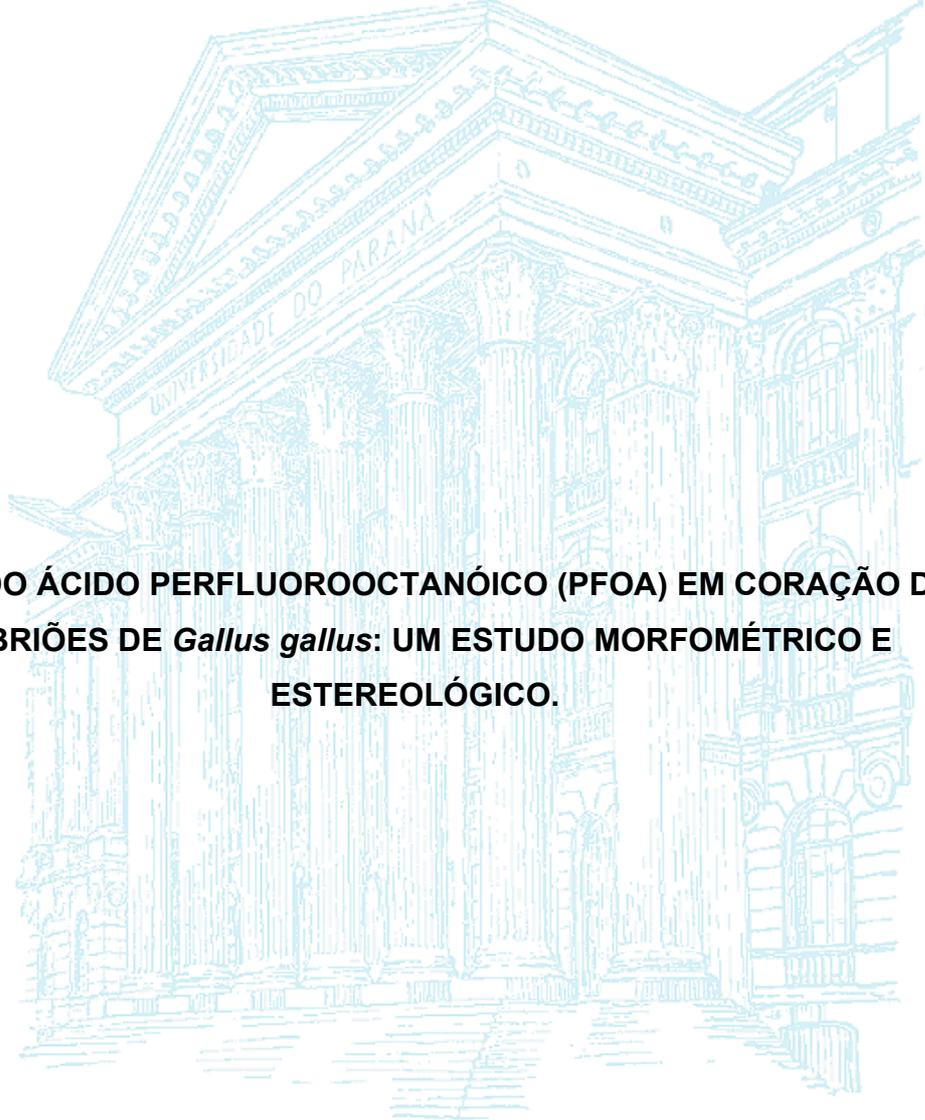 UNIVERSIDADE DO PARANÁ
DO ÁCIDO PERFLUOROOCTANÓICO (PFOA) EM CORAÇÃO D
BRIÕES DE Gallus gallus: UM ESTUDO MORFOMÉTRICO E
ESTEREOLÓGICO.